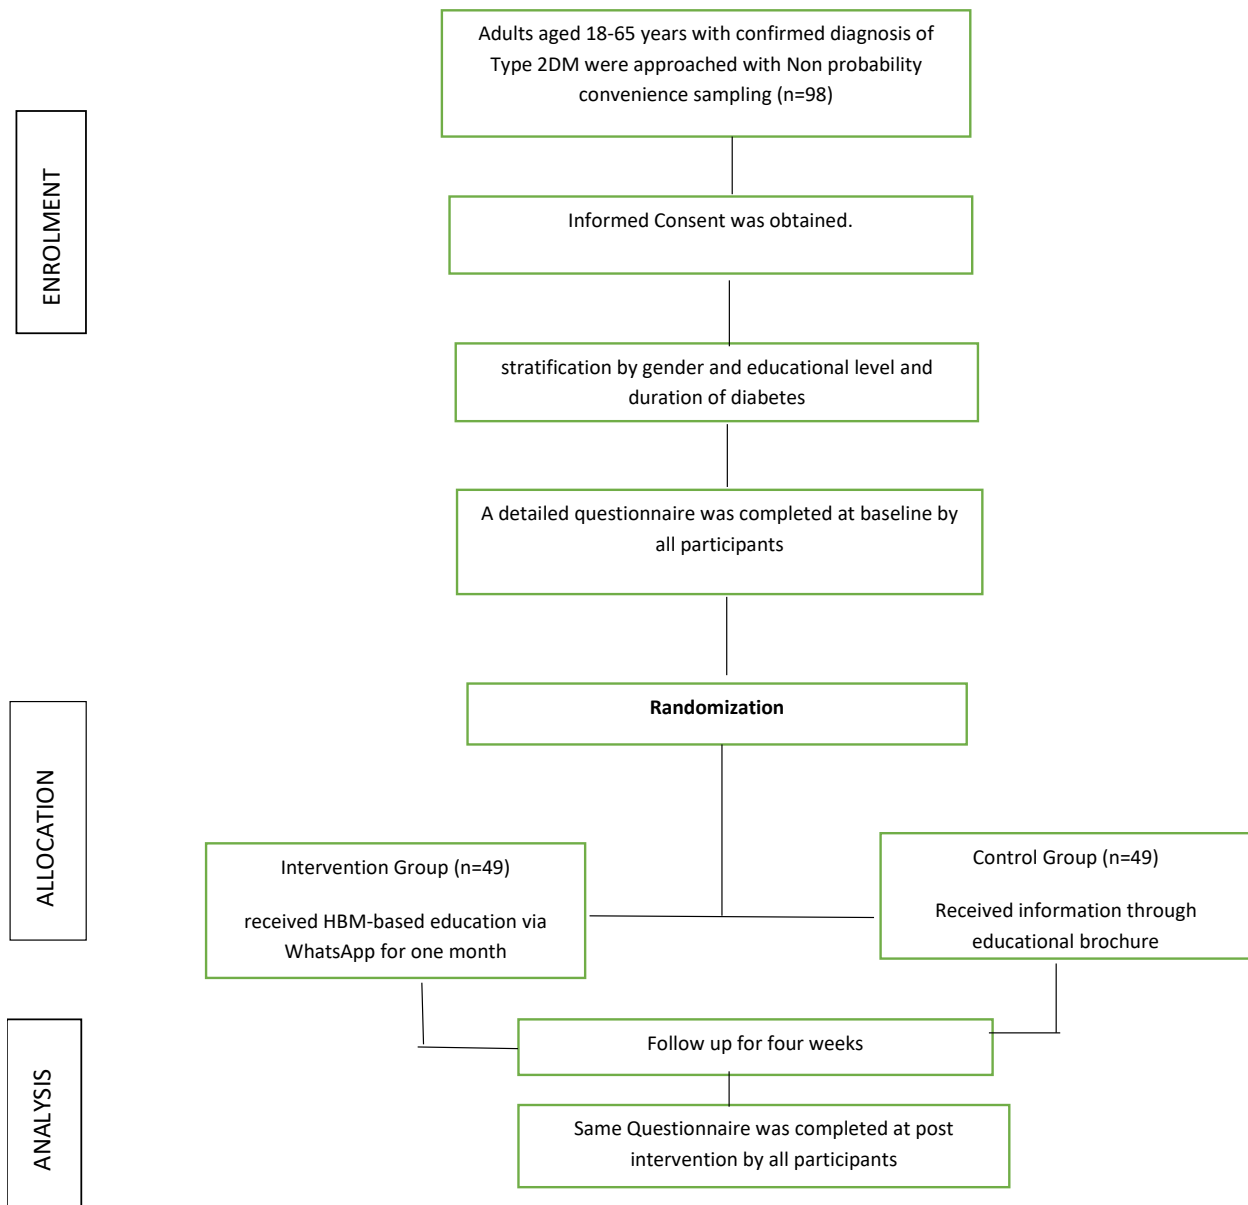 Adults aged 18-65 years with confirmed diagnosis of
Type 2DM were approached with Non probability
convenience sampling (n=98)
ENROLMENT
Informed Consent was obtained.
stratification by gender and educational level and
duration of diabetes
A detailed questionnaire was completed at baseline by
all participants
Randomization
ALLOCATION
Intervention Group (n=49)
received HBM-based education via
WhatsApp for one month
Control Group (n=49)
Received information through
educational brochure
ANALYSIS
Follow up for four weeks
Same Questionnaire was completed at post
intervention by all participants